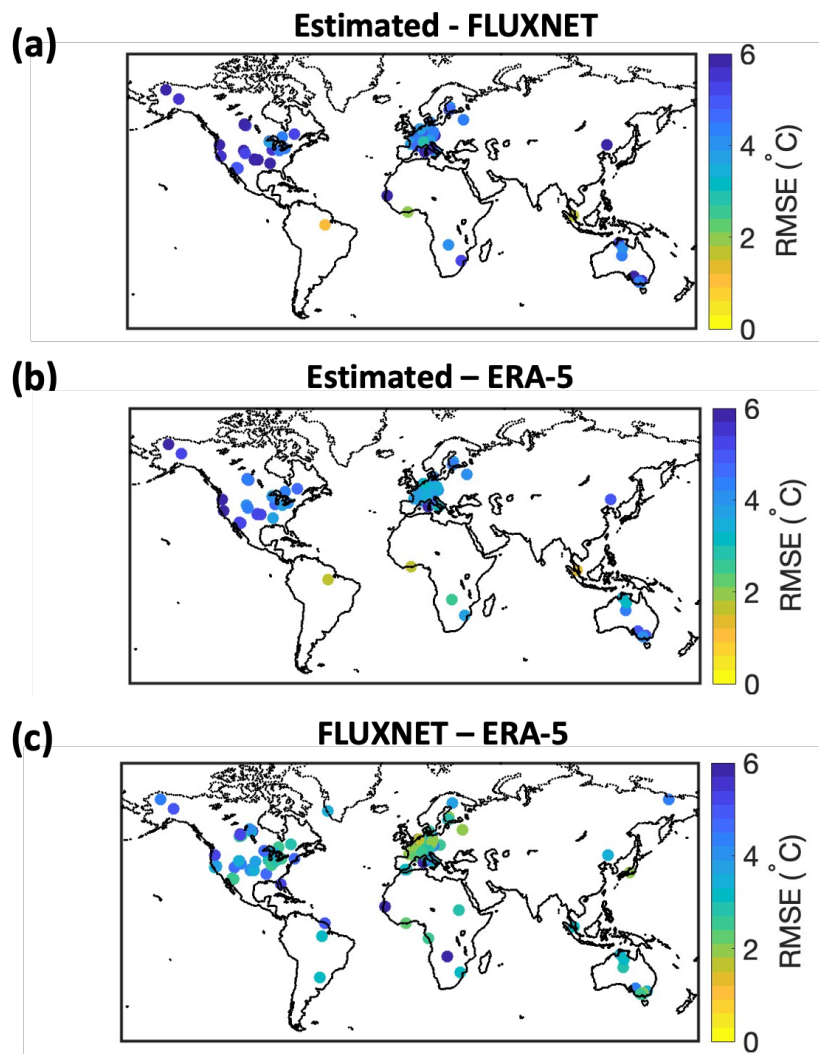 Estimated - FLUXNET
(a)
6
4
2
0
RMSE (°C)
Estimated – ERA-5
(b)
6
4
2
0
RMSE (°C)
FLUXNET – ERA-5
(c)
6
4
2
0
RMSE (°C)